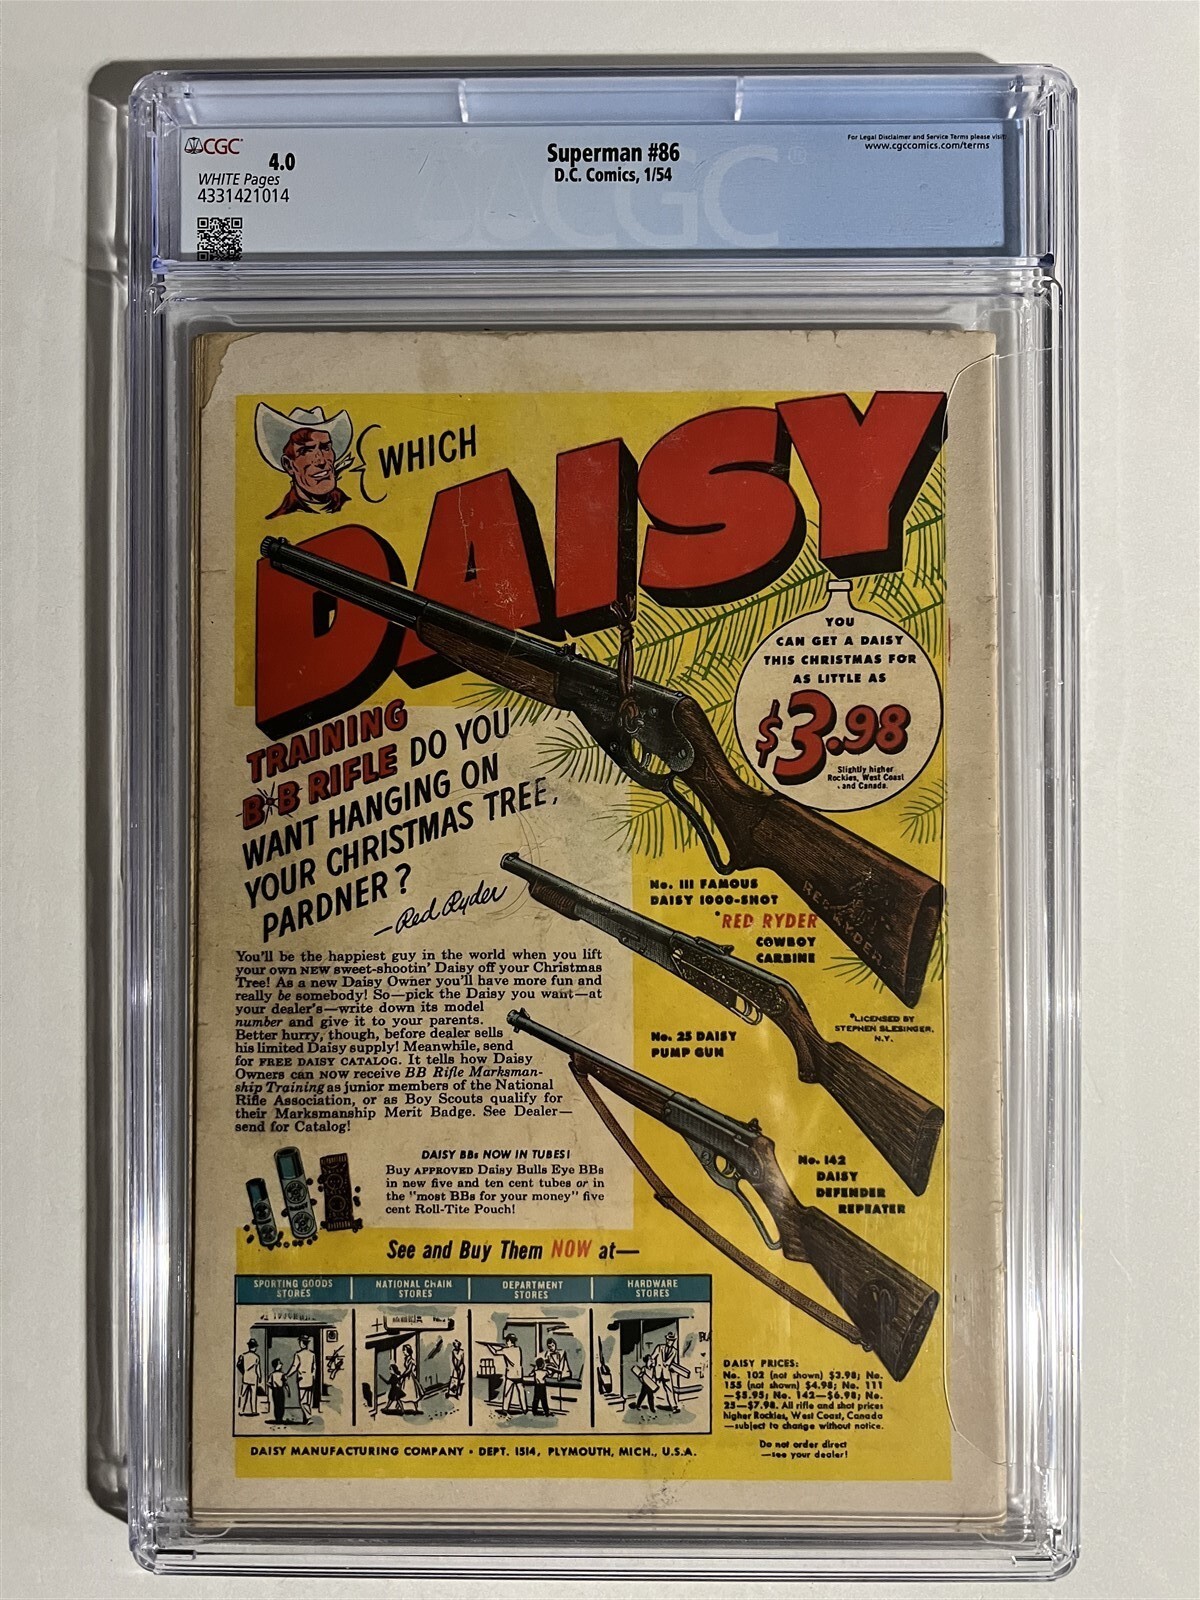 CGC
4.0
WHITE Pages
4331421014
Superman #86
D.C. Comics, 1/54
For Legal Disclaimer and Service Terms please visit:
www.cgccomics.com/terms
CGC
WHICH
DAISY
TRAINING
B*B RIFLE DO YOU
WANT HANGING ON
YOUR CHRISTMAS TREE,
PARDNER?
—Red Ryder
YOU
CAN GET A DAISY
THIS CHRISTMAS FOR
AS LITTLE AS
$3.98
Slightly higher
Rockies, West Coast
and Canada.
No. 111 FAMOUS
DAISY 1000-SHOT
*RED RYDER
COWBOY
CARBINE
RED RYDER
*LICENSED BY
STEPHEN SLESINGER,
N.Y.
No. 25 DAISY
PUMP GUN
No. 142
DAISY
DEFENDER
REPEATER
You'll be the happiest guy in the world when you lift
your own NEW sweet-shootin' Daisy off your Christmas
Tree! As a new Daisy Owner you'll have more fun and
really be somebody! So—pick the Daisy you want—at
your dealer's—write down its model
number and give it to your parents.
Better hurry, though, before dealer sells
his limited Daisy supply! Meanwhile, send
for FREE DAISY CATALOG. It tells how Daisy
Owners can NOW receive BB Rifle Marksman-
ship Training as junior members of the National
Rifle Association, or as Boy Scouts qualify for
their Marksmanship Merit Badge. See Dealer—
send for Catalog!
DAISY BBs NOW IN TUBES!
Buy APPROVED Daisy Bulls Eye BBs
in new five and ten cent tubes or in
the "most BBs for your money" five
cent Roll-Tite Pouch!
See and Buy Them NOW at—
SPORTING GOODS
STORES
NATIONAL CHAIN
STORES
DEPARTMENT
STORES
HARDWARE
STORES
DAISY PRICES:
No. 102 (not shown) $3.98; No.
155 (not shown) $4.98; No. 111
—$5.95; No. 142—$6.98; No.
25—$7.98. All rifle and shot prices
higher Rockies, West Coast, Canada
—subject to change without notice.
Do not order direct
—see your dealer!
DAISY MANUFACTURING COMPANY • DEPT. 1514, PLYMOUTH, MICH., U.S.A.